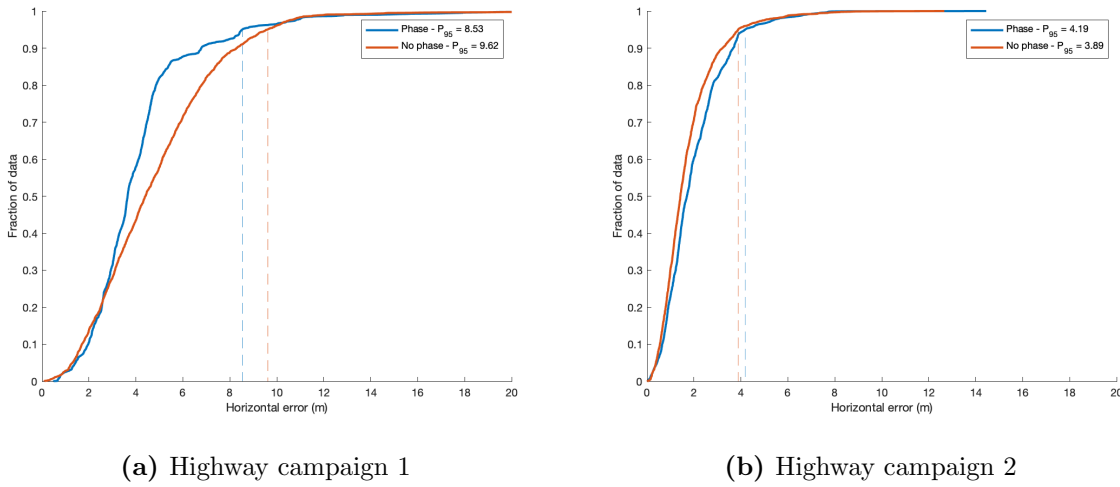 Phase - P95 = 8.53
No phase - P95 = 9.62
1
0.9
0.8
0.7
0.6
0.5
0.4
0.3
0.2
0.1
0
Fraction of data
0 2 4 6 8 10 12 14 16 18 20
Horizontal error (m)
(a) Highway campaign 1
Phase - P95 = 4.19
No phase - P95 = 3.89
1
0.9
0.8
0.7
0.6
0.5
0.4
0.3
0.2
0.1
0
Fraction of data
0 2 4 6 8 10 12 14 16 18 20
Horizontal error (m)
(b) Highway campaign 2